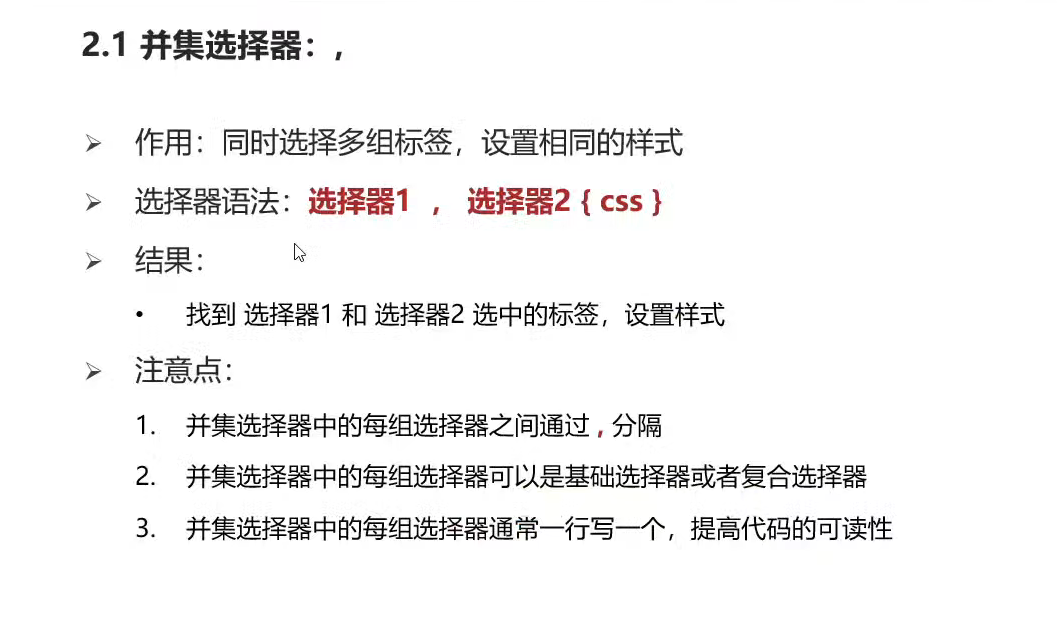 2.1 并集选择器：,
作用：同时选择多组标签，设置相同的样式
选择器语法：选择器1 ， 选择器2 { css }
结果：
找到 选择器1 和 选择器2 选中的标签，设置样式
注意点：
1. 并集选择器中的每组选择器之间通过 , 分隔
2. 并集选择器中的每组选择器可以是基础选择器或者复合选择器
3. 并集选择器中的每组选择器通常一行写一个，提高代码的可读性